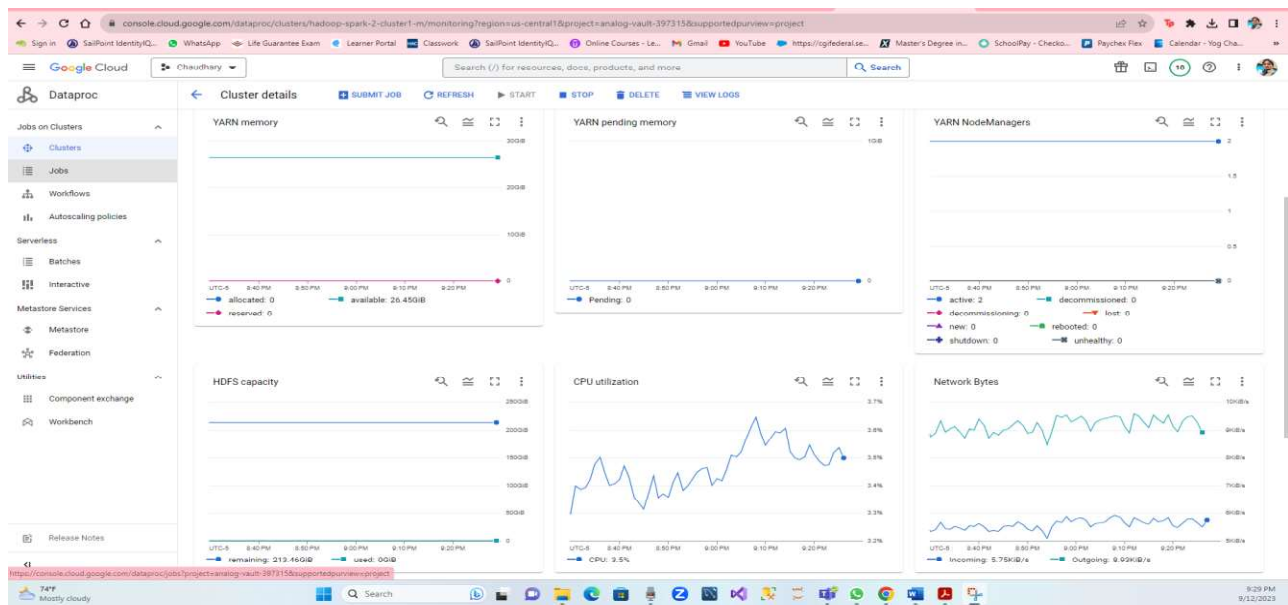 console.cloud.google.com/dataproc/clusters/hadoop-spark-2-cluster1-m/monitoring?region=us-central1&project=analog-vault-397315&supportedpurview=project
Sign in SailPoint IdentityIQ... WhatsApp Life Guarantee Exam Learner Portal Classwork SailPoint IdentityIQ... Online Courses - Le... Gmail YouTube https://cgifederal.se... Master's Degree in... SchoolPay - Checko... Paychex Flex Calendar - Yog Cha... »
Google Cloud Chaudhary Search (/) for resources, docs, products, and more Search 10
Dataproc Cluster details SUBMIT JOB REFRESH START STOP DELETE VIEW LOGS
Jobs on Clusters
Clusters
Jobs
Workflows
Autoscaling policies
Serverless
Batches
Interactive
Metastore Services
Metastore
Federation
Utilities
Component exchange
Workbench
Release Notes
YARN memory
30GiB
20GiB
10GiB
0
UTC-5 8:40 PM 8:50 PM 9:00 PM 9:10 PM 9:20 PM
allocated: 0 available: 26.45GiB
reserved: 0
YARN pending memory
1GiB
0
UTC-5 8:40 PM 8:50 PM 9:00 PM 9:10 PM 9:20 PM
Pending: 0
YARN NodeManagers
2
1.5
1
0.5
0
UTC-5 8:40 PM 8:50 PM 9:00 PM 9:10 PM 9:20 PM
active: 2 decommissioned: 0
decommissioning: 0 lost: 0
new: 0 rebooted: 0
shutdown: 0 unhealthy: 0
HDFS capacity
250GiB
200GiB
150GiB
100GiB
50GiB
0
UTC-5 8:40 PM 8:50 PM 9:00 PM 9:10 PM 9:20 PM
remaining: 213.46GiB used: 0GiB
CPU utilization
3.7%
3.6%
3.5%
3.4%
3.3%
3.2%
UTC-5 8:40 PM 8:50 PM 9:00 PM 9:10 PM 9:20 PM
CPU: 3.5%
Network Bytes
10KiB/s
9KiB/s
8KiB/s
7KiB/s
6KiB/s
5KiB/s
UTC-5 8:40 PM 8:50 PM 9:00 PM 9:10 PM 9:20 PM
Incoming: 5.75KiB/s Outgoing: 8.93KiB/s
https://console.cloud.google.com/dataproc/jobs?project=analog-vault-397315&supportedpurview=project
74°F
Mostly cloudy
Search
9:29 PM
9/12/2023